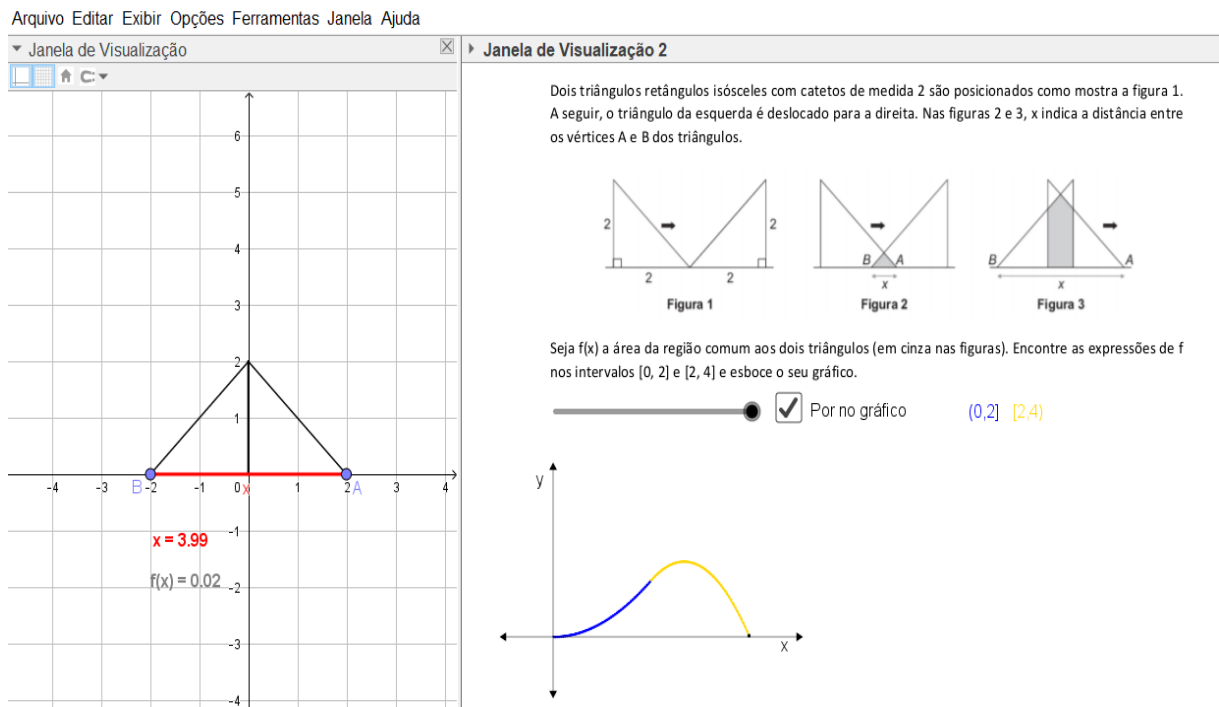 Arquivo Editar Exibir Opções Ferramentas Janela Ajuda
Janela de Visualização
Janela de Visualização 2
Dois triângulos retângulos isósceles com catetos de medida 2 são posicionados como mostra a figura 1.
A seguir, o triângulo da esquerda é deslocado para a direita. Nas figuras 2 e 3, x indica a distância entre
os vértices A e B dos triângulos.
2 2
2 2
Figura 1
B A
x
Figura 2
B A
x
Figura 3
Seja f(x) a área da região comum aos dois triângulos (em cinza nas figuras). Encontre as expressões de f
nos intervalos [0, 2] e [2, 4] e esboce o seu gráfico.
Por no gráfico (0,2] [2,4)
y
x
6
5
4
3
2
1
-4 -3 B -2 -1 0 x 1 2 A 3 4
-1
x = 3.99
f(x) = 0.02
-2
-3
-4